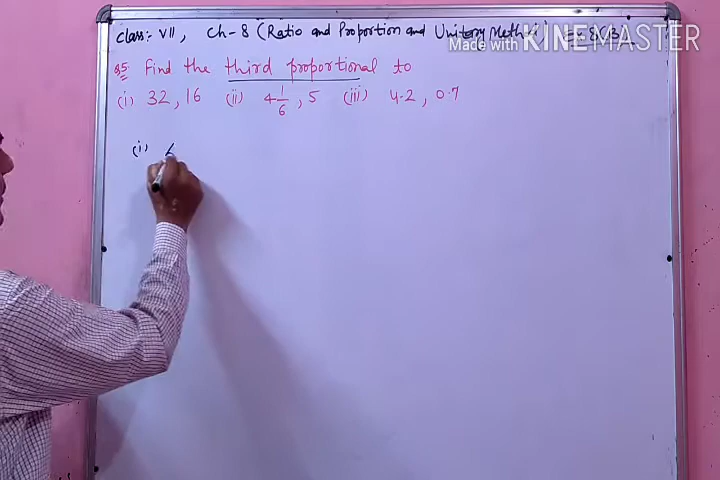 Class:- VII, Ch-8 (Ratio and Proportion and Unitary Method)
Made with KINEMASTER
Q5. Find the third proportional to
(i) 32, 16 (ii) 4 1/6, 5 (iii) 4.2, 0.7
(i)